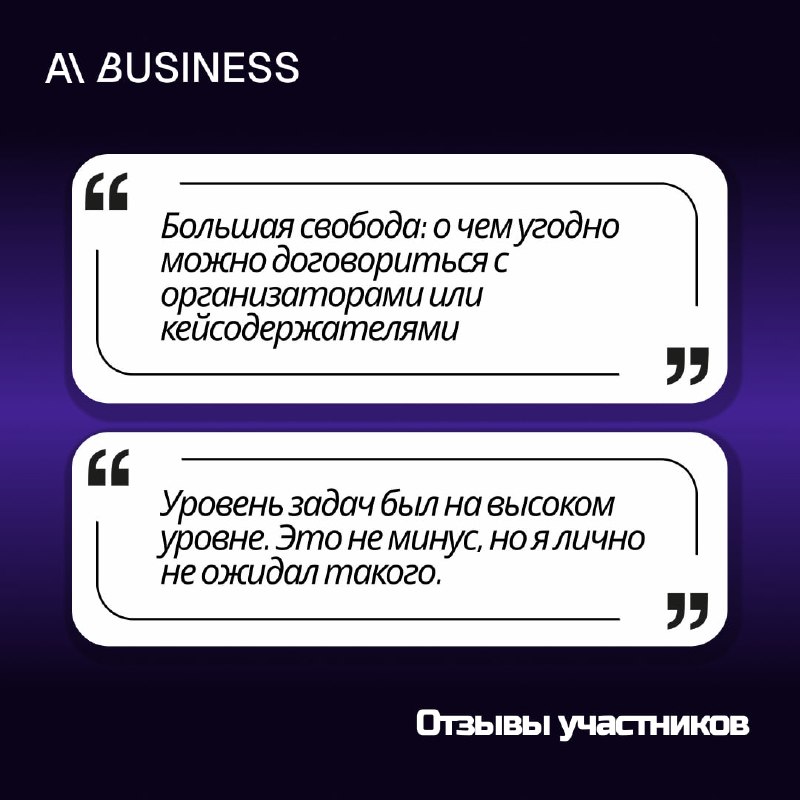 AI BUSINESS
“
Большая свобода: о чем угодно
можно договориться с
организаторами или
кейсодержателями
”
“
Уровень задач был на высоком
уровне. Это не минус, но я лично
не ожидал такого.
”
Отзывы участников